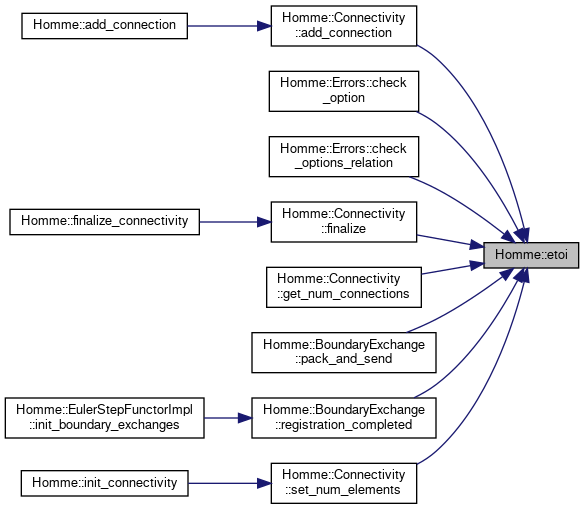 Homme::add_connection
Homme::Connectivity
::add_connection
Homme::Errors::check
_option
Homme::Errors::check
_options_relation
Homme::finalize_connectivity
Homme::Connectivity
::finalize
Homme::etoi
Homme::Connectivity
::get_num_connections
Homme::BoundaryExchange
::pack_and_send
Homme::EulerStepFunctorImpl
::init_boundary_exchanges
Homme::BoundaryExchange
::registration_completed
Homme::init_connectivity
Homme::Connectivity
::set_num_elements